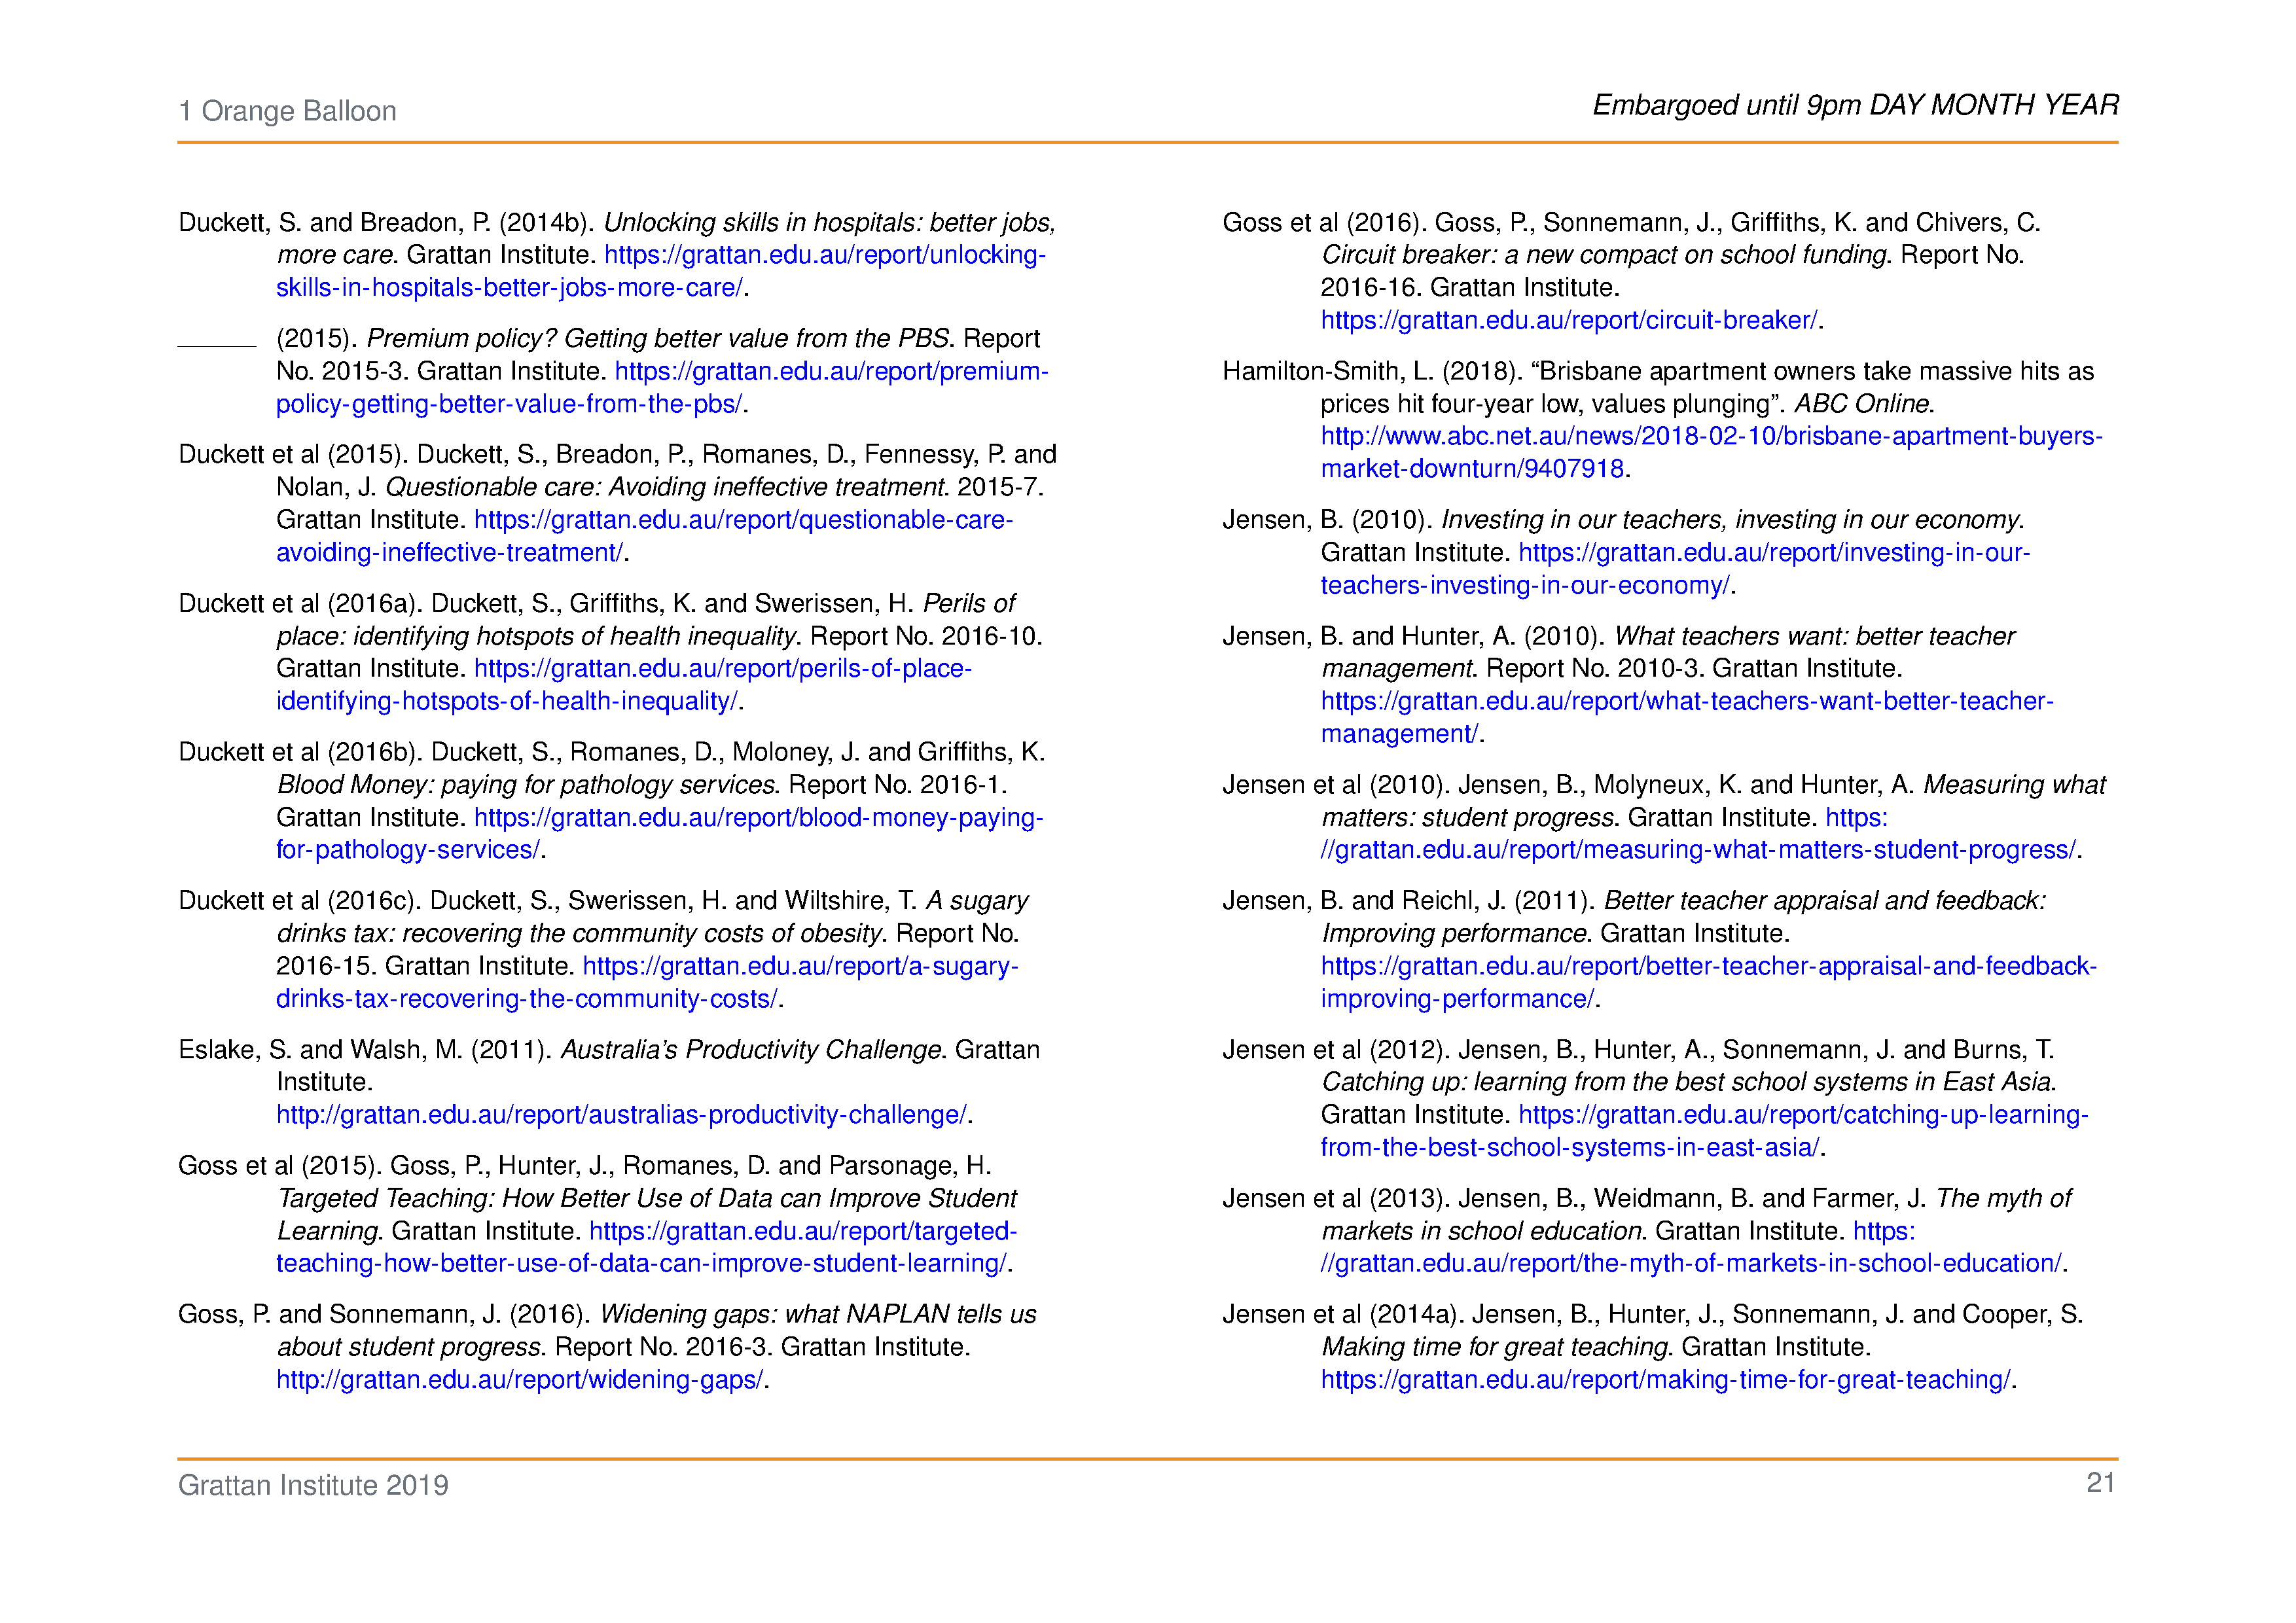 1 Orange Balloon
Embargoed until 9pm DAY MONTH YEAR
Duckett, S. and Breadon, P. (2014b). Unlocking skills in hospitals: better jobs,
more care. Grattan Institute. https://grattan.edu.au/report/unlocking-
skills-in-hospitals-better-jobs-more-care/.
(2015). Premium policy? Getting better value from the PBS. Report
No. 2015-3. Grattan Institute. https://grattan.edu.au/report/premium-
policy-getting-better-value-from-the-pbs/.
Duckett et al (2015). Duckett, S., Breadon, P., Romanes, D., Fennessy, P. and
Nolan, J. Questionable care: Avoiding ineffective treatment. 2015-7.
Grattan Institute. https://grattan.edu.au/report/questionable-care-
avoiding-ineffective-treatment/.
Duckett et al (2016a). Duckett, S., Griffiths, K. and Swerissen, H. Perils of
place: identifying hotspots of health inequality. Report No. 2016-10.
Grattan Institute. https://grattan.edu.au/report/perils-of-place-
identifying-hotspots-of-health-inequality/.
Duckett et al (2016b). Duckett, S., Romanes, D., Moloney, J. and Griffiths, K.
Blood Money: paying for pathology services. Report No. 2016-1.
Grattan Institute. https://grattan.edu.au/report/blood-money-paying-
for-pathology-services/.
Duckett et al (2016c). Duckett, S., Swerissen, H. and Wiltshire, T. A sugary
drinks tax: recovering the community costs of obesity. Report No.
2016-15. Grattan Institute. https://grattan.edu.au/report/a-sugary-
drinks-tax-recovering-the-community-costs/.
Eslake, S. and Walsh, M. (2011). Australia's Productivity Challenge. Grattan
Institute.
http://grattan.edu.au/report/australias-productivity-challenge/.
Goss et al (2015). Goss, P., Hunter, J., Romanes, D. and Parsonage, H.
Targeted Teaching: How Better Use of Data can Improve Student
Learning. Grattan Institute. https://grattan.edu.au/report/targeted-
teaching-how-better-use-of-data-can-improve-student-learning/.
Goss, P. and Sonnemann, J. (2016). Widening gaps: what NAPLAN tells us
about student progress. Report No. 2016-3. Grattan Institute.
http://grattan.edu.au/report/widening-gaps/.
Goss et al (2016). Goss, P., Sonnemann, J., Griffiths, K. and Chivers, C.
Circuit breaker: a new compact on school funding. Report No.
2016-16. Grattan Institute.
https://grattan.edu.au/report/circuit-breaker/.
Hamilton-Smith, L. (2018). “Brisbane apartment owners take massive hits as
prices hit four-year low, values plunging”. ABC Online.
http://www.abc.net.au/news/2018-02-10/brisbane-apartment-buyers-
market-downturn/9407918.
Jensen, B. (2010). Investing in our teachers, investing in our economy.
Grattan Institute. https://grattan.edu.au/report/investing-in-our-
teachers-investing-in-our-economy/.
Jensen, B. and Hunter, A. (2010). What teachers want: better teacher
management. Report No. 2010-3. Grattan Institute.
https://grattan.edu.au/report/what-teachers-want-better-teacher-
management/.
Jensen et al (2010). Jensen, B., Molyneux, K. and Hunter, A. Measuring what
matters: student progress. Grattan Institute. https:
//grattan.edu.au/report/measuring-what-matters-student-progress/.
Jensen, B. and Reichl, J. (2011). Better teacher appraisal and feedback:
Improving performance. Grattan Institute.
https://grattan.edu.au/report/better-teacher-appraisal-and-feedback-
improving-performance/.
Jensen et al (2012). Jensen, B., Hunter, A., Sonnemann, J. and Burns, T.
Catching up: learning from the best school systems in East Asia.
Grattan Institute. https://grattan.edu.au/report/catching-up-learning-
from-the-best-school-systems-in-east-asia/.
Jensen et al (2013). Jensen, B., Weidmann, B. and Farmer, J. The myth of
markets in school education. Grattan Institute. https:
//grattan.edu.au/report/the-myth-of-markets-in-school-education/.
Jensen et al (2014a). Jensen, B., Hunter, J., Sonnemann, J. and Cooper, S.
Making time for great teaching. Grattan Institute.
https://grattan.edu.au/report/making-time-for-great-teaching/.
Grattan Institute 2019
21